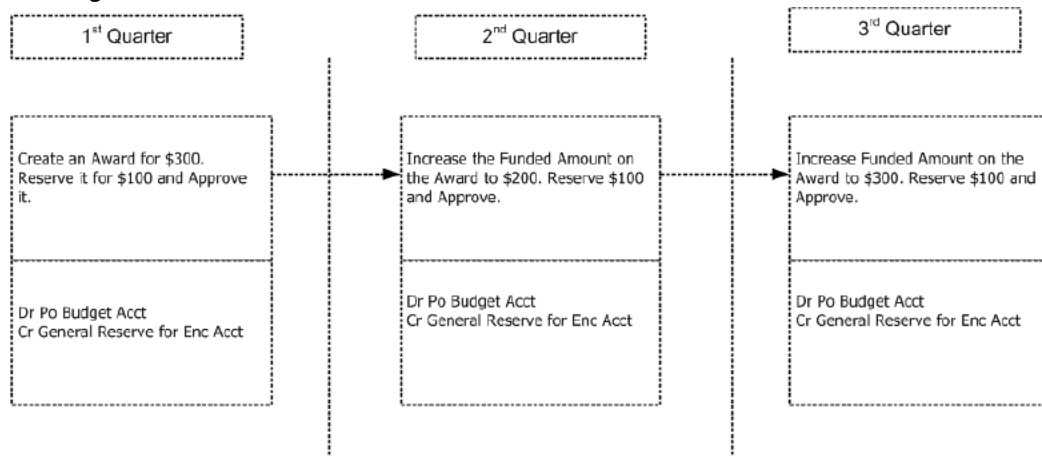 1st Quarter
2nd Quarter
3rd Quarter
Create an Award for $300.
Reserve it for $100 and Approve
it.
Increase the Funded Amount on
the Award to $200. Reserve $100
and Approve.
Increase Funded Amount on the
Award to $300. Reserve $100 and
Approve.
Dr Po Budget Acct
Cr General Reserve for Enc Acct
Dr Po Budget Acct
Cr General Reserve for Enc Acct
Dr Po Budget Acct
Cr General Reserve for Enc Acct